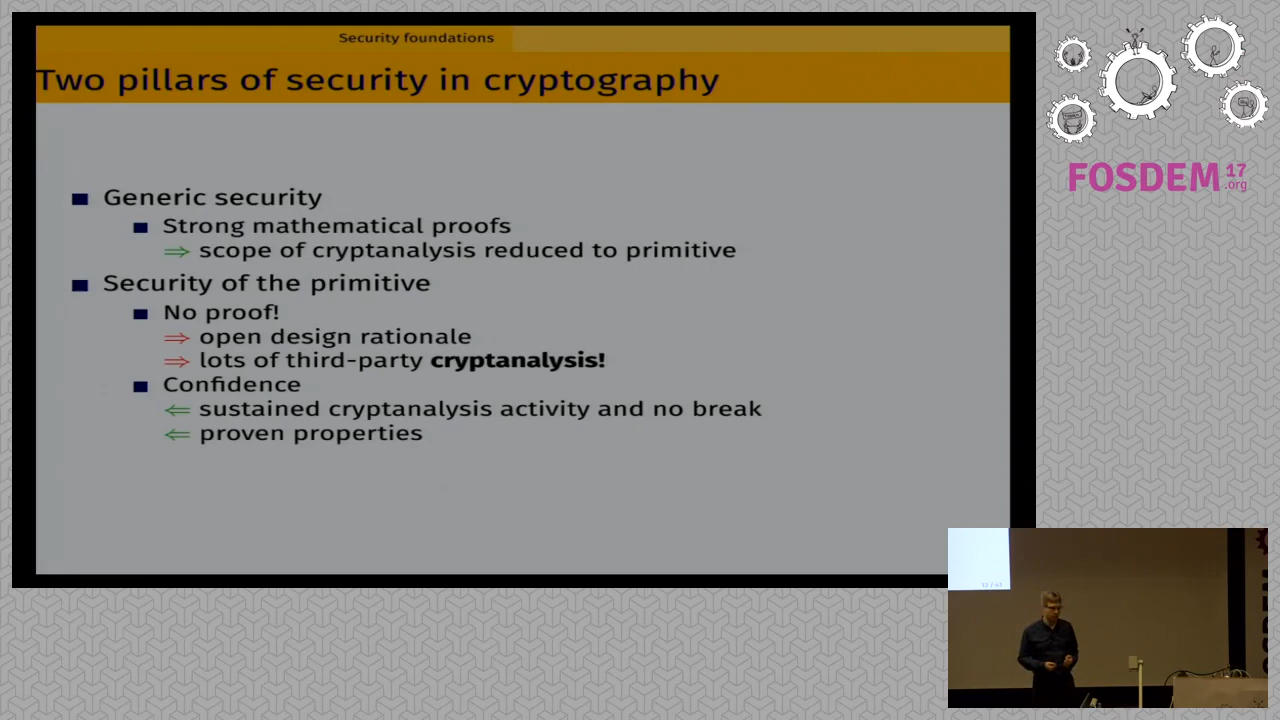 Security foundations
Two pillars of security in cryptography
Generic security
Strong mathematical proofs
⇒ scope of cryptanalysis reduced to primitive
Security of the primitive
No proof!
⇒ open design rationale
⇒ lots of third-party cryptanalysis!
Confidence
⇐ sustained cryptanalysis activity and no break
⇐ proven properties
FOSDEM 17
.org